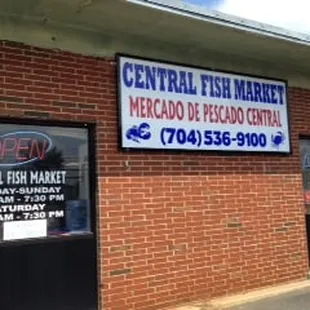 CENTRAL FISH MARKET
MERCADO DE PESCADO CENTRAL
(704) 536-9100
OPEN
FISH MARKET
DAY-SUNDAY
AM - 7:30 PM
SATURDAY
AM - 7:30 PM